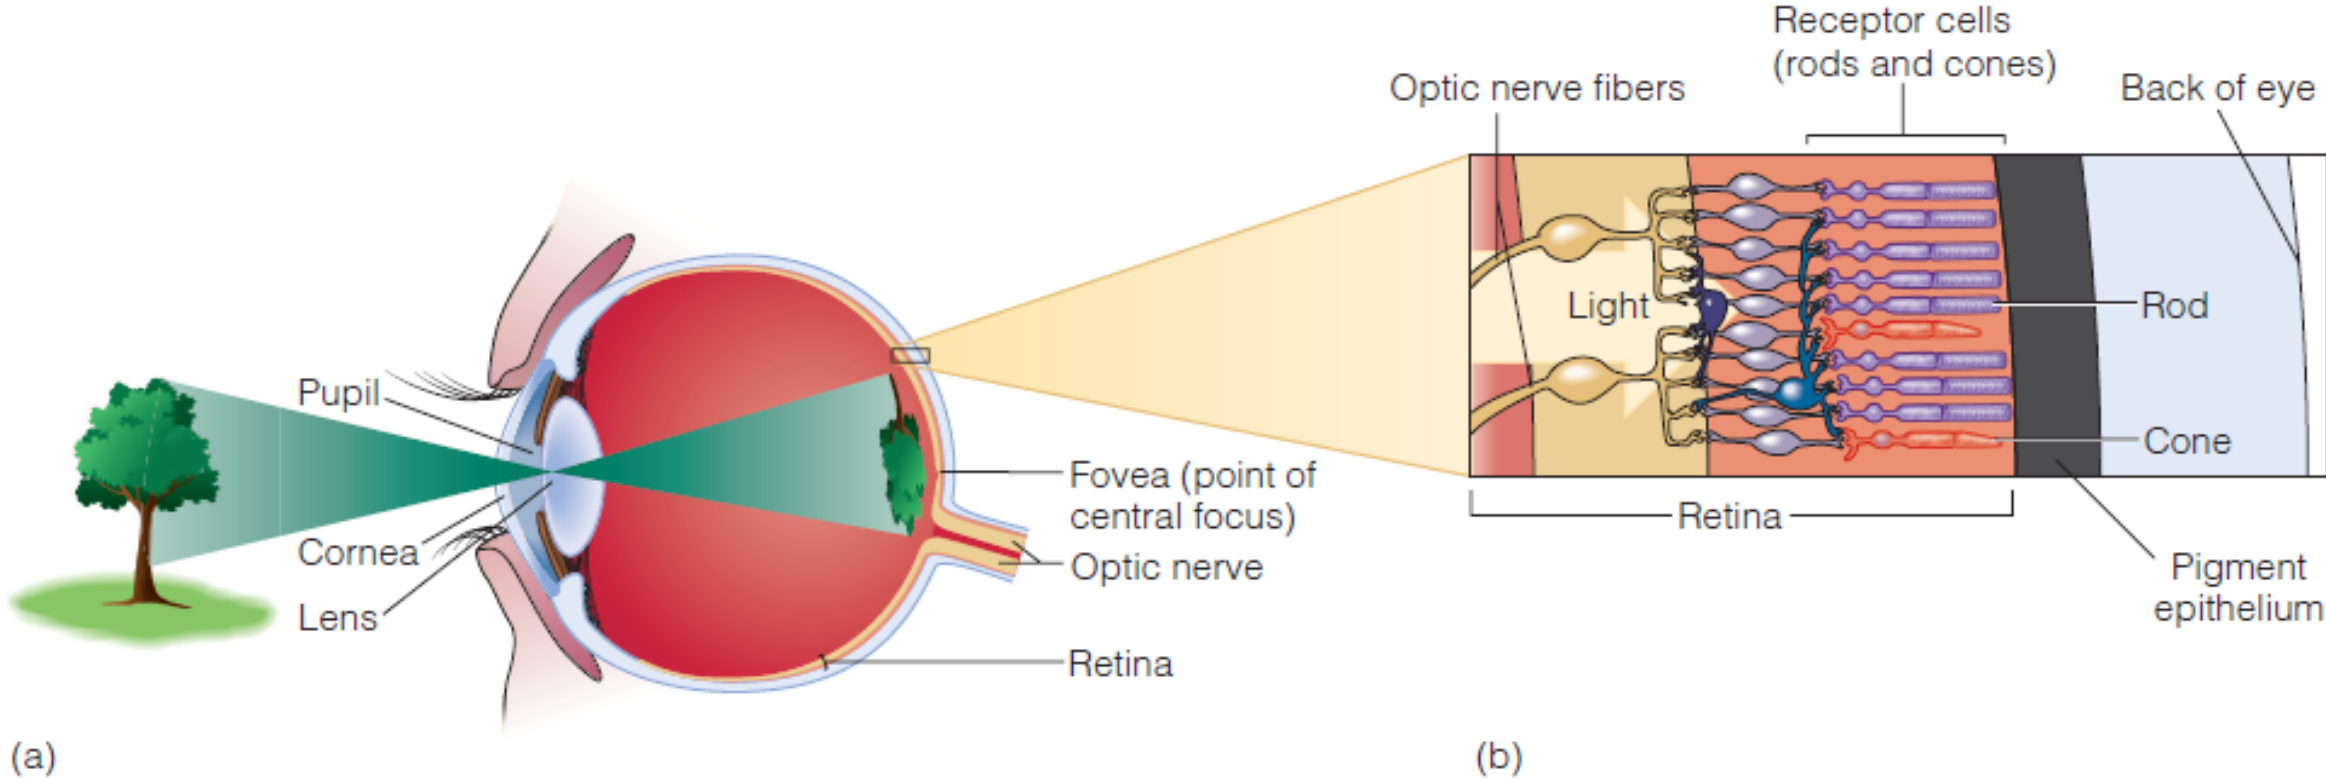 Pupil
Cornea
Lens
Fovea (point of
central focus)
Optic nerve
Retina
(a)
Receptor cells
(rods and cones)
Optic nerve fibers
Back of eye
Light
Rod
Cone
Retina
Pigment
epithelium
(b)